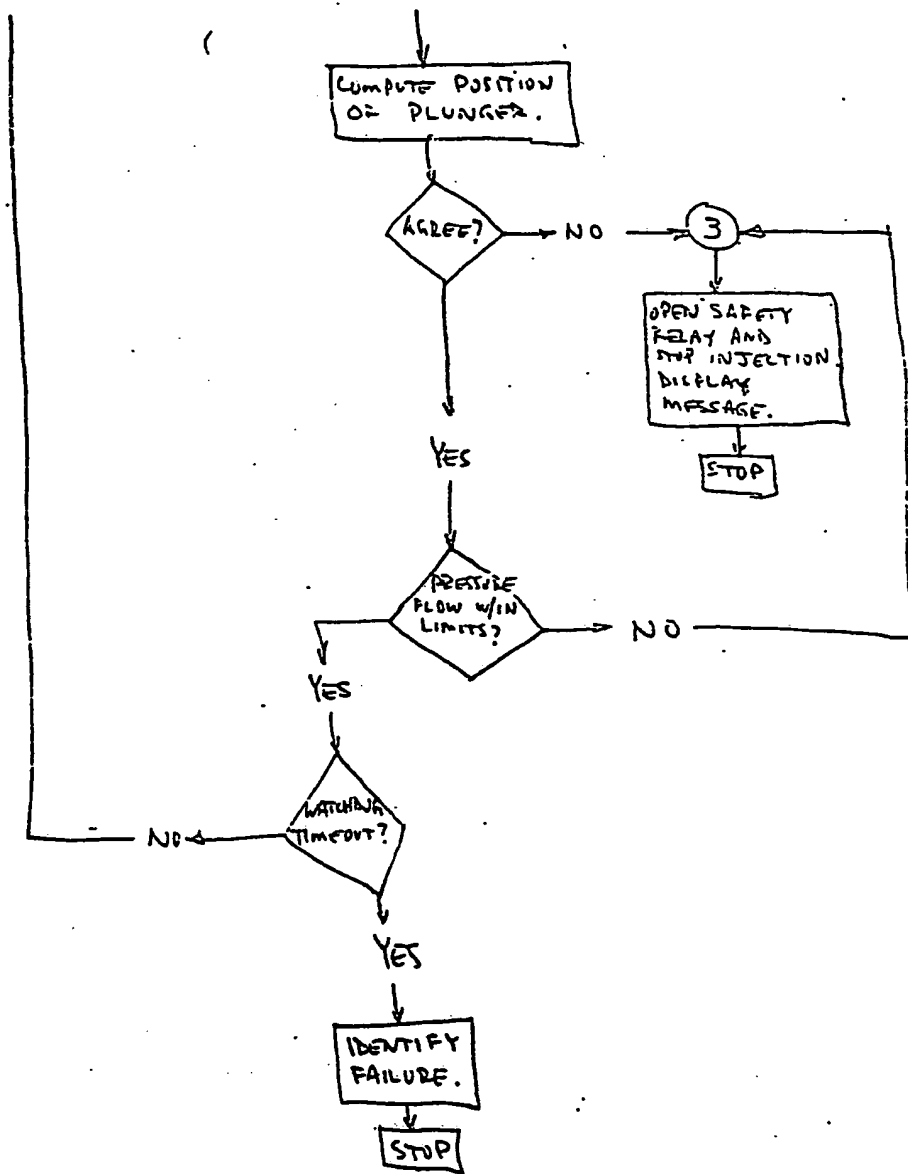 COMPUTE POSITION
OF PLUNGER.
AGREE?
NO
3
OPEN SAFETY
RELAY AND
STOP INJECTION
DISPLAY
MESSAGE.
STOP
YES
PRESSURE
FLOW W/IN
LIMITS?
NO
YES
TIMEOUT?
NO
YES
IDENTIFY
FAILURE.
STOP